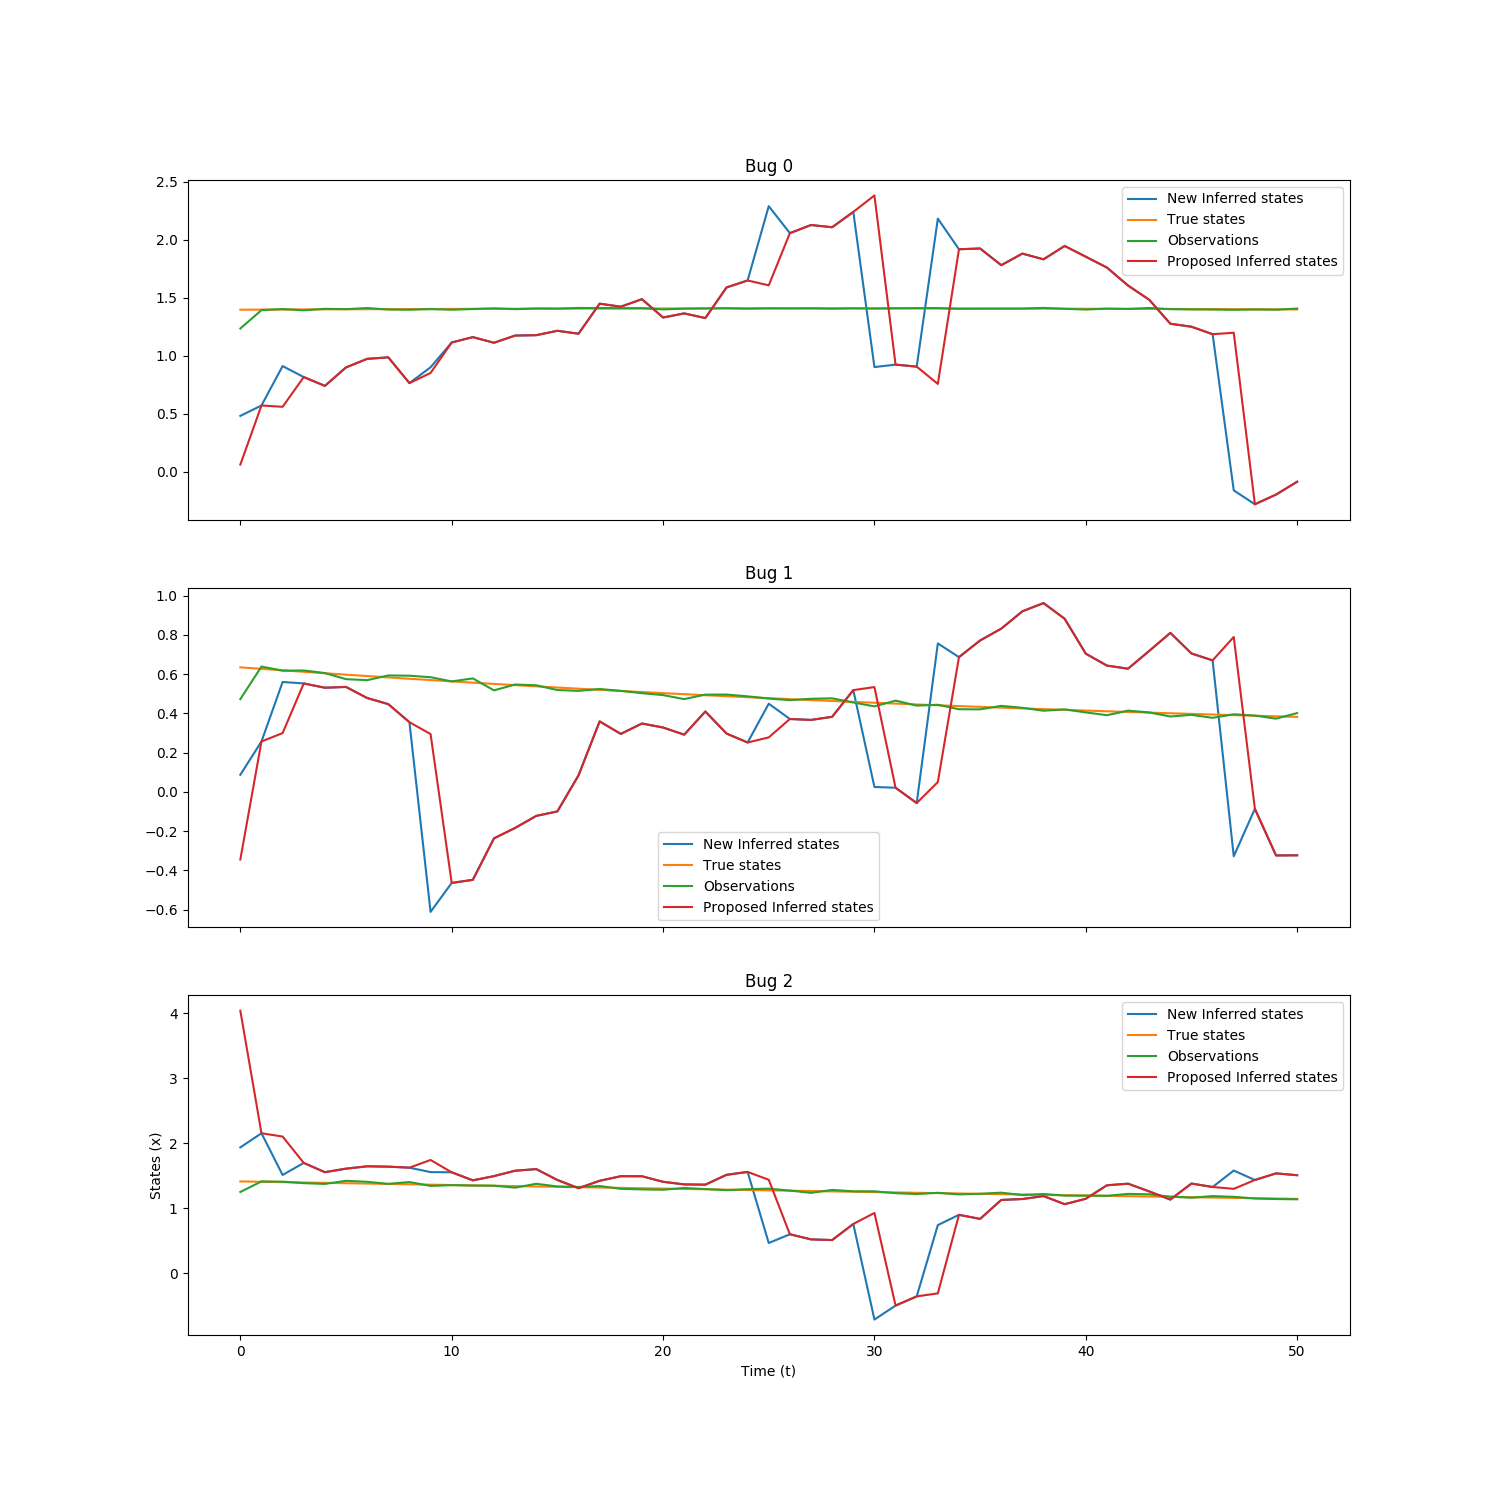 Bug 0
2.5
2.0
1.5
1.0
0.5
0.0
New Inferred states
True states
Observations
Proposed Inferred states
Bug 1
1.0
0.8
0.6
0.4
0.2
0.0
−0.2
−0.4
−0.6
New Inferred states
True states
Observations
Proposed Inferred states
Bug 2
4
3
2
1
0
States (x)
New Inferred states
True states
Observations
Proposed Inferred states
0 10 20 30 40 50
Time (t)